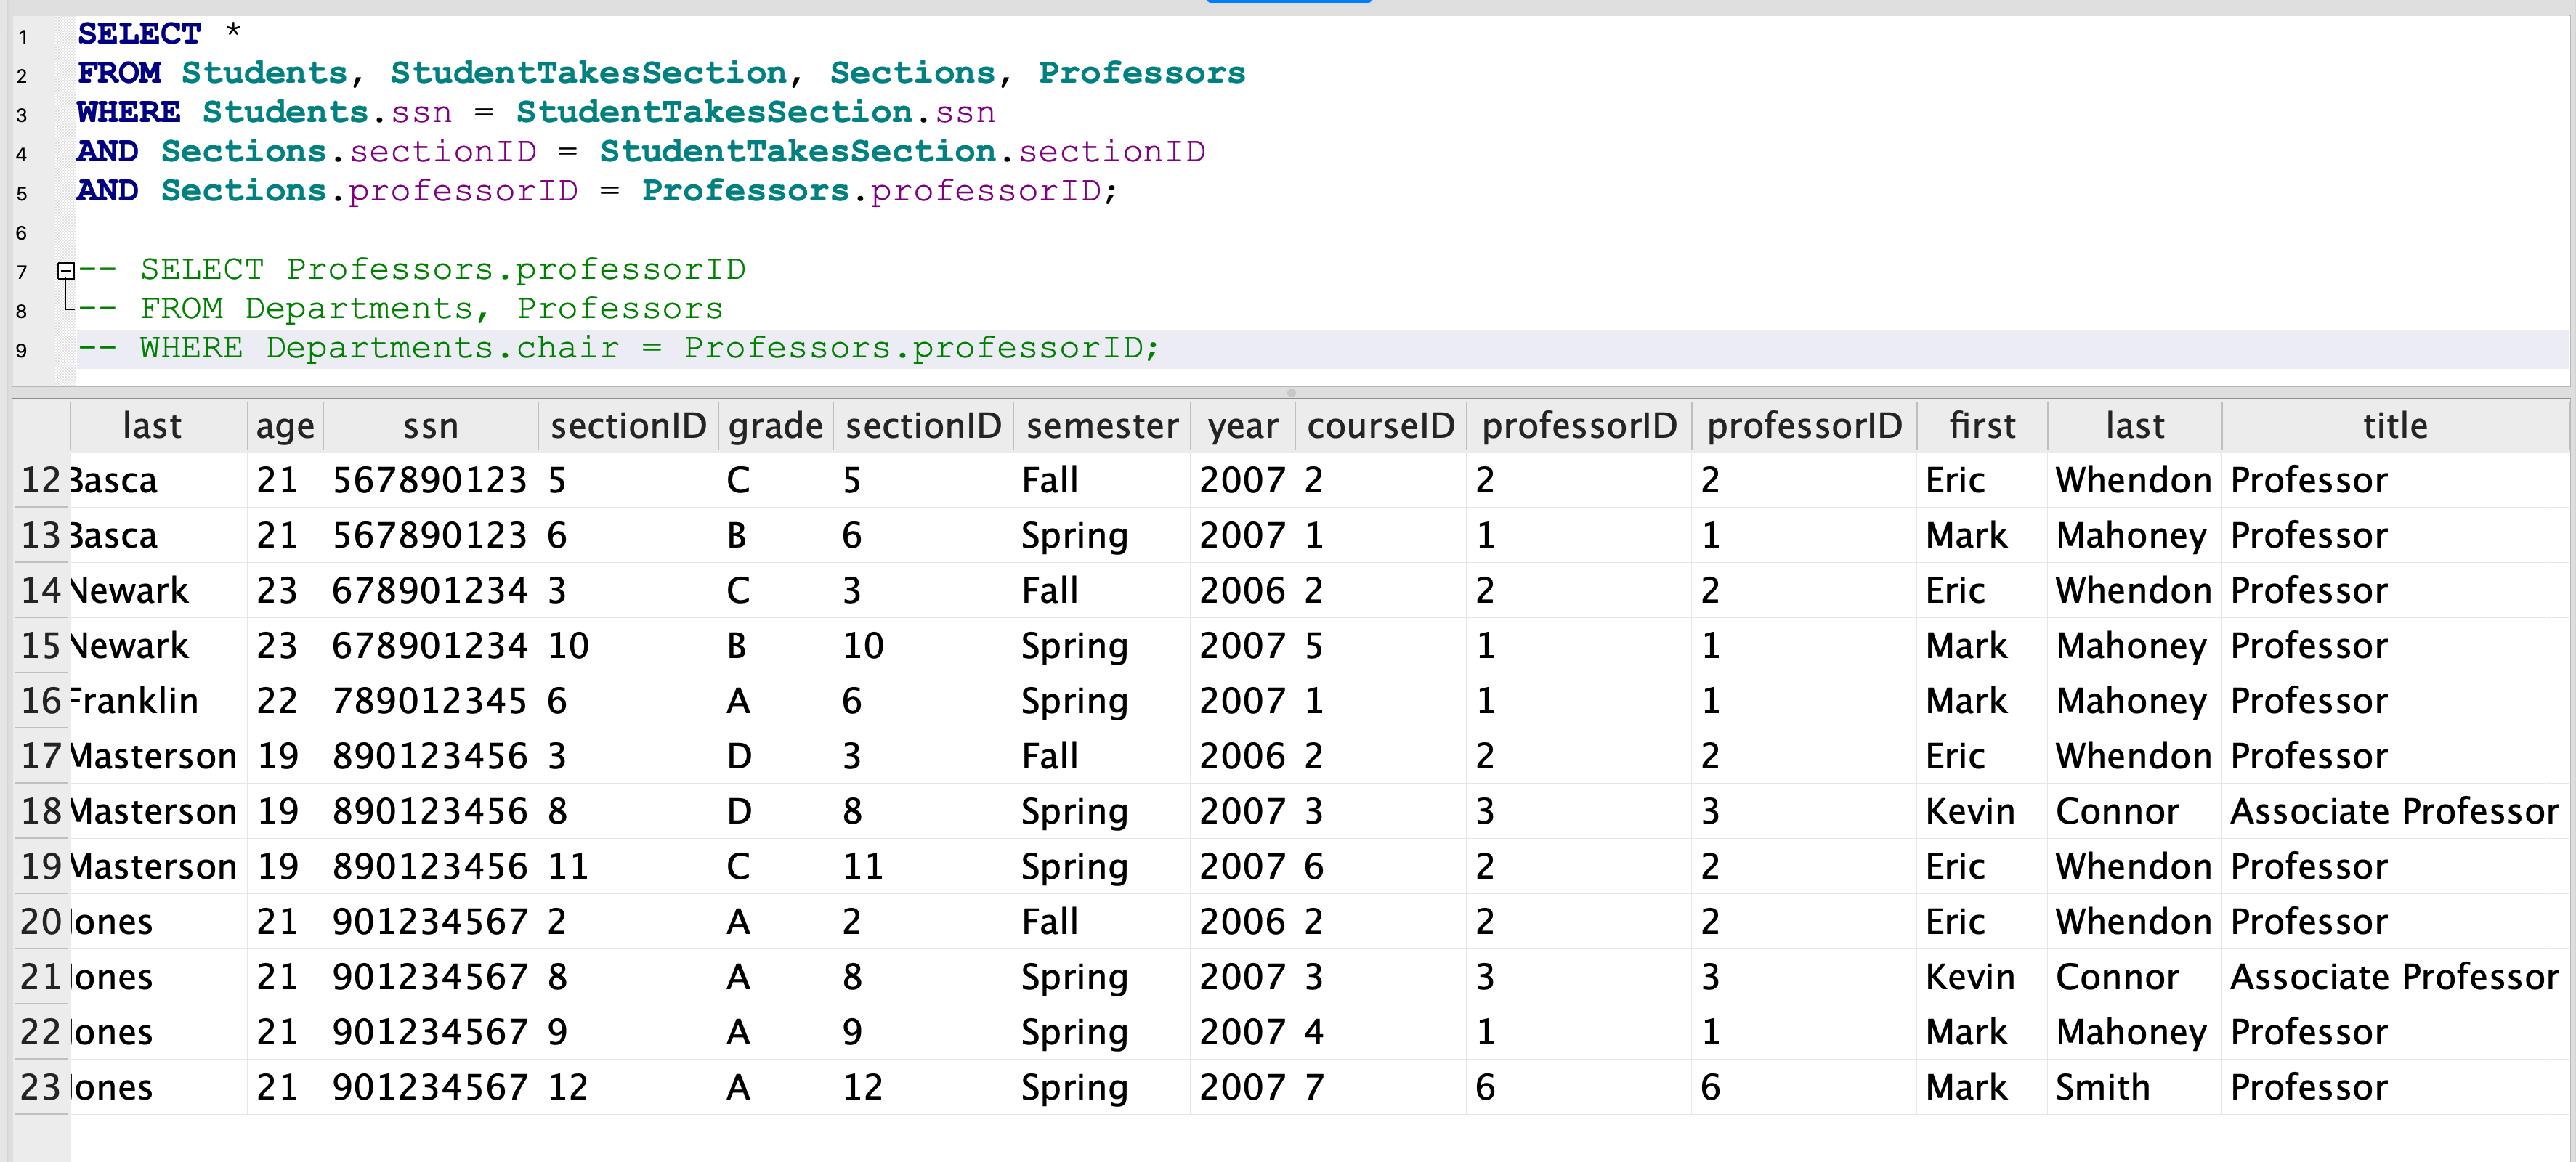 1 SELECT *
2 FROM Students, StudentTakesSection, Sections, Professors
3 WHERE Students.ssn = StudentTakesSection.ssn
4 AND Sections.sectionID = StudentTakesSection.sectionID
5 AND Sections.professorID = Professors.professorID;
6
7 -- SELECT Professors.professorID
8 -- FROM Departments, Professors
9 -- WHERE Departments.chair = Professors.professorID;
last age ssn sectionID grade sectionID semester year courseID professorID professorID first last title
12 Basca 21 567890123 5 C 5 Fall 2007 2 2 2 Eric Whendon Professor
13 Basca 21 567890123 6 B 6 Spring 2007 1 1 1 Mark Mahoney Professor
14 Newark 23 678901234 3 C 3 Fall 2006 2 2 2 Eric Whendon Professor
15 Newark 23 678901234 10 B 10 Spring 2007 5 1 1 Mark Mahoney Professor
16 Franklin 22 789012345 6 A 6 Spring 2007 1 1 1 Mark Mahoney Professor
17 Masterson 19 890123456 3 D 3 Fall 2006 2 2 2 Eric Whendon Professor
18 Masterson 19 890123456 8 D 8 Spring 2007 3 3 3 Kevin Connor Associate Professor
19 Masterson 19 890123456 11 C 11 Spring 2007 6 2 2 Eric Whendon Professor
20 Jones 21 901234567 2 A 2 Fall 2006 2 2 2 Eric Whendon Professor
21 Jones 21 901234567 8 A 8 Spring 2007 3 3 3 Kevin Connor Associate Professor
22 Jones 21 901234567 9 A 9 Spring 2007 4 1 1 Mark Mahoney Professor
23 Jones 21 901234567 12 A 12 Spring 2007 7 6 6 Mark Smith Professor